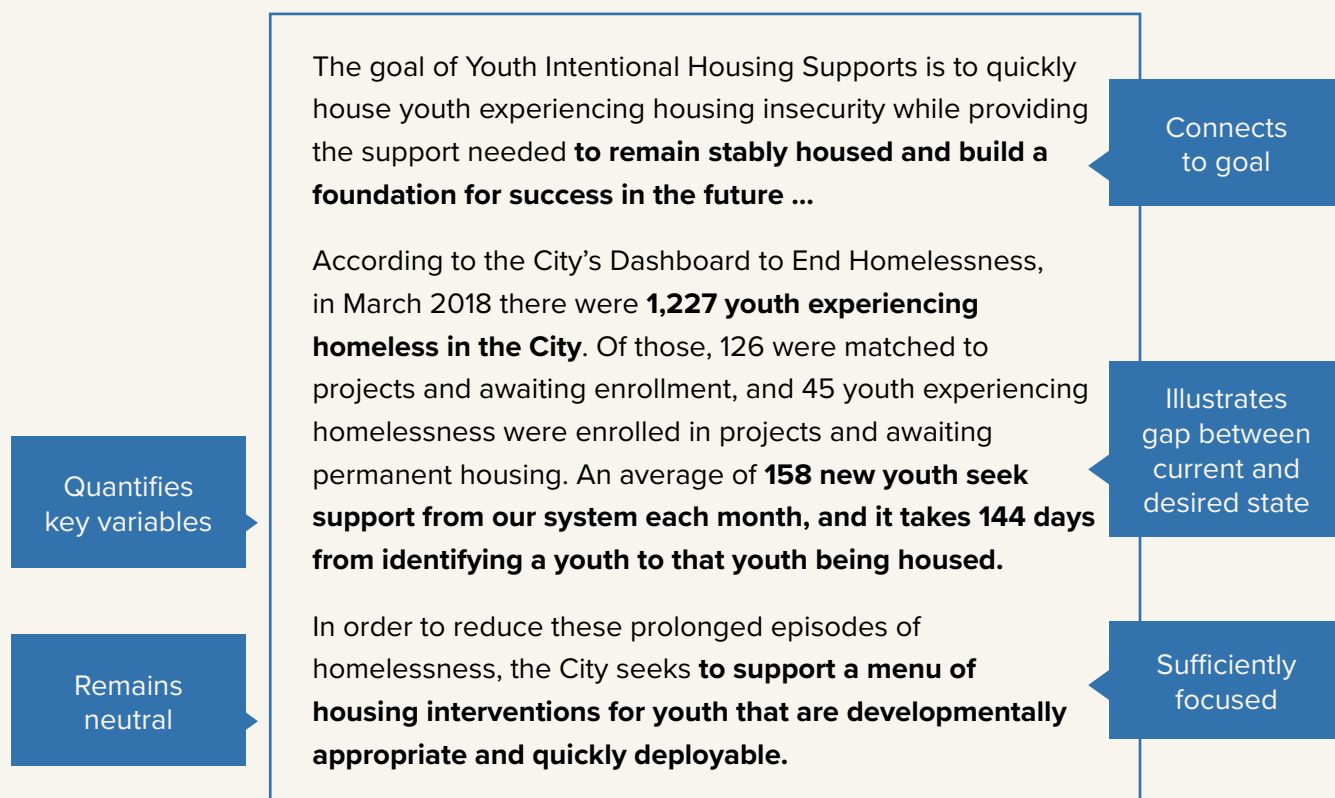 The goal of Youth Intentional Housing Supports is to quickly
house youth experiencing housing insecurity while providing
the support needed to remain stably housed and build a
foundation for success in the future ...
Connects
to goal
According to the City’s Dashboard to End Homelessness,
in March 2018 there were 1,227 youth experiencing
homeless in the City. Of those, 126 were matched to
projects and awaiting enrollment, and 45 youth experiencing
homelessness were enrolled in projects and awaiting
permanent housing. An average of 158 new youth seek
support from our system each month, and it takes 144 days
from identifying a youth to that youth being housed.
Illustrates
gap between
current and
desired state
Quantifies
key variables
In order to reduce these prolonged episodes of
homelessness, the City seeks to support a menu of
housing interventions for youth that are developmentally
appropriate and quickly deployable.
Remains
neutral
Sufficiently
focused